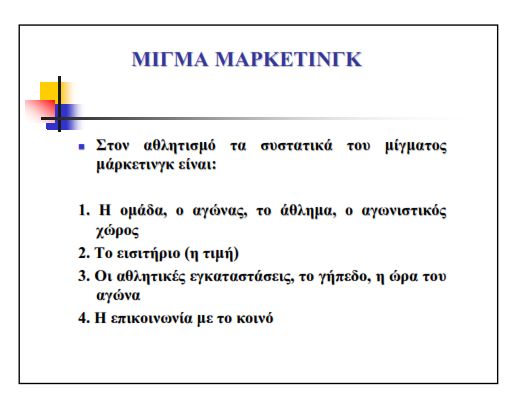 ΜΙΓΜΑ ΜΑΡΚΕΤΙΝΓΚ
Στον αθλητισμό τα συστατικά του μίγματος
μάρκετινγκ είναι:
1. Η ομάδα, ο αγώνας, το άθλημα, ο αγωνιστικός
χώρος
2. Το εισιτήριο (η τιμή)
3. Οι αθλητικές εγκαταστάσεις, το γήπεδο, η ώρα του
αγώνα
4. Η επικοινωνία με το κοινό